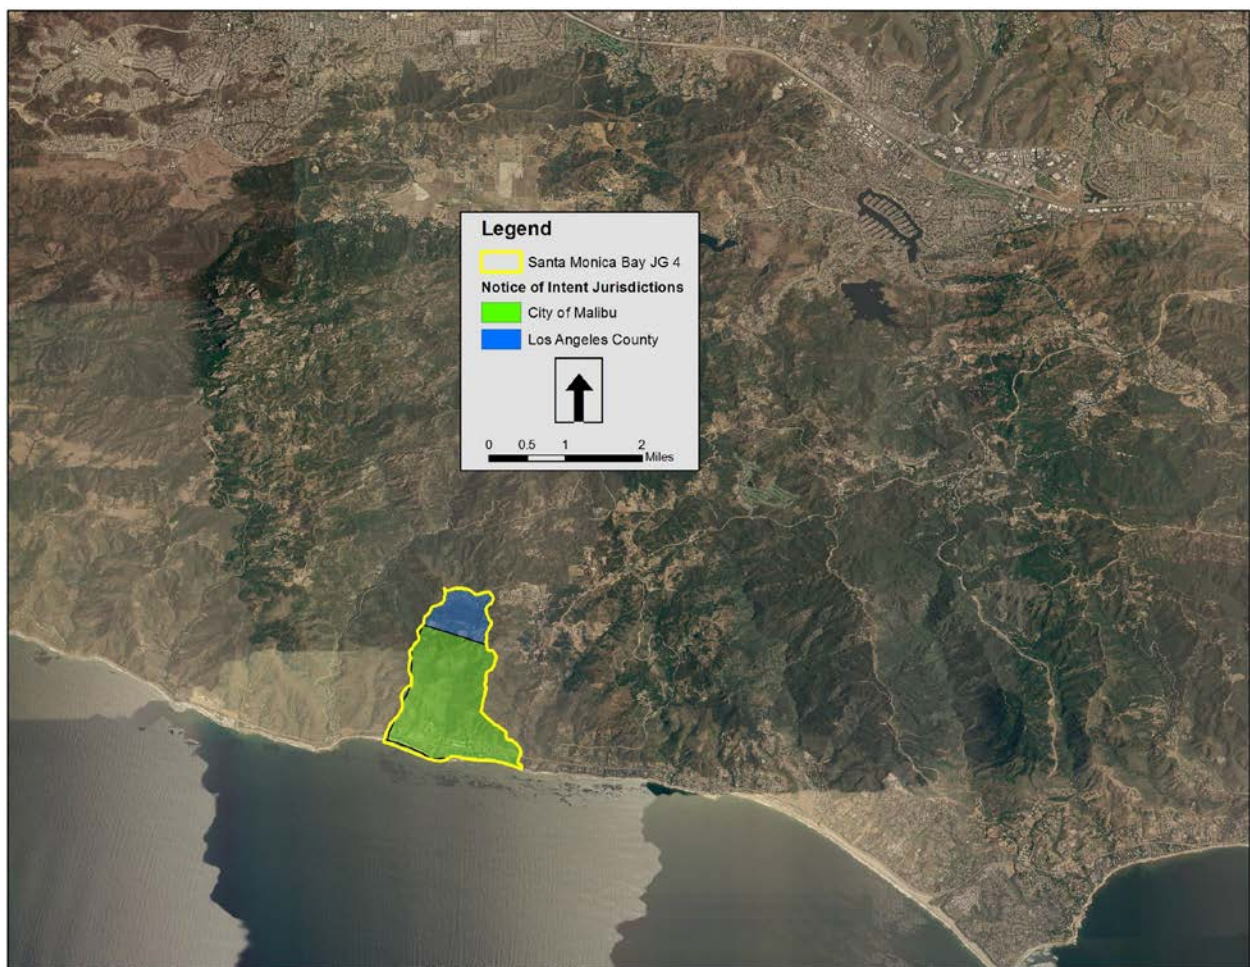 Legend
Santa Monica Bay JG 4
Notice of Intent Jurisdictions
City of Malibu
Los Angeles County
0 0.5 1 2
Miles